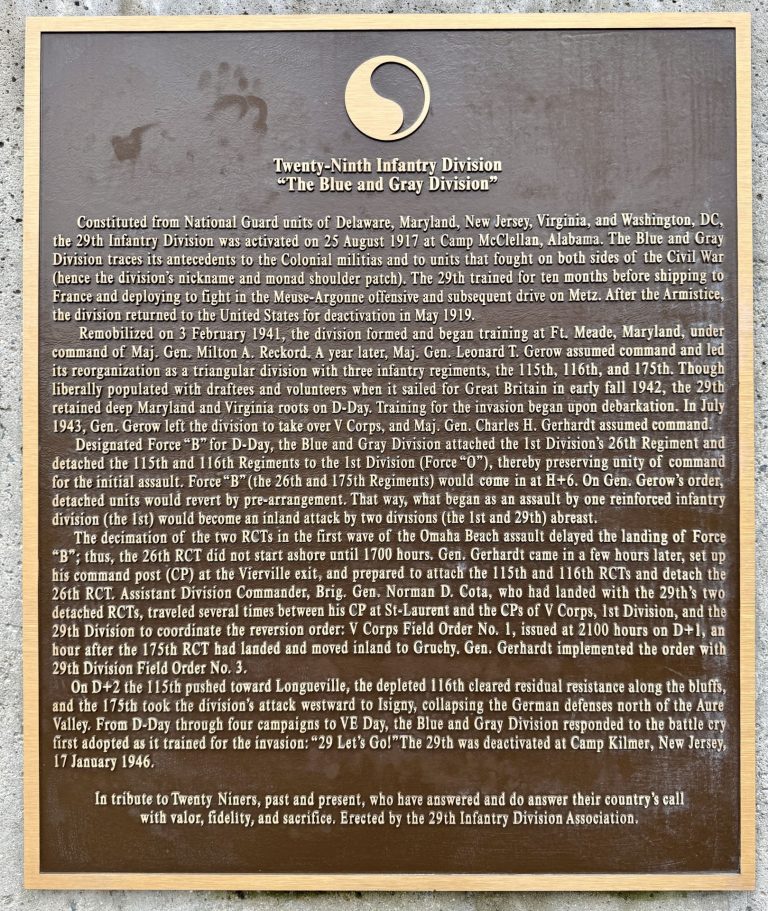 Twenty-Ninth Infantry Division
“The Blue and Gray Division”
Constituted from National Guard units of Delaware, Maryland, New Jersey, Virginia, and Washington, DC,
the 29th Infantry Division was activated on 25 August 1917 at Camp McClellan, Alabama. The Blue and Gray
Division traces its antecedents to the Colonial militias and to units that fought on both sides of the Civil War
(hence the division’s nickname and monad shoulder patch). The 29th trained for ten months before shipping to
France and deploying to fight in the Meuse-Argonne offensive and subsequent drive on Metz. After the Armistice,
the division returned to the United States for deactivation in May 1919.
Remobilized on 3 February 1941, the division formed and began training at Ft. Meade, Maryland, under
command of Maj. Gen. Milton A. Reckord. A year later, Maj. Gen. Leonard T. Gerow assumed command and led
its reorganization as a triangular division with three infantry regiments, the 115th, 116th, and 175th. Though
liberally populated with draftees and volunteers when it sailed for Great Britain in early fall 1942, the 29th
retained deep Maryland and Virginia roots on D-Day. Training for the invasion began upon debarkation. In July
1943, Gen. Gerow left the division to take over V Corps, and Maj. Gen. Charles H. Gerhardt assumed command.
Designated Force “B” for D-Day, the Blue and Gray Division attached the 1st Division’s 26th Regiment and
detached the 115th and 116th Regiments to the 1st Division (Force “O”), thereby preserving unity of command
for the initial assault. Force “B” (the 26th and 175th Regiments) would come in at H+6. On Gen. Gerow’s order,
detached units would revert by pre-arrangement. That way, what began as an assault by one reinforced infantry
division (the 1st) would become an inland attack by two divisions (the 1st and 29th) abreast.
The decimation of the two RCTs in the first wave of the Omaha Beach assault delayed the landing of Force
“B”; thus, the 26th RCT did not start ashore until 1700 hours. Gen. Gerhardt came in a few hours later, set up
his command post (CP) at the Vierville exit, and prepared to attach the 115th and 116th RCTs and detach the
26th RCT. Assistant Division Commander, Brig. Gen. Norman D. Cota, who had landed with the 29th’s two
detached RCTs, traveled several times between his CP at St-Laurent and the CPs of V Corps, 1st Division, and the
29th Division to coordinate the reversion order: V Corps Field Order No. 1, issued at 2100 hours on D+1, an
hour after the 175th RCT had landed and moved inland to Gruchy. Gen. Gerhardt implemented the order with
29th Division Field Order No. 3.
On D+2 the 115th pushed toward Longueville, the depleted 116th cleared residual resistance along the bluffs,
and the 175th took the division’s attack westward to Isigny, collapsing the German defenses north of the Aure
Valley. From D-Day through four campaigns to VE Day, the Blue and Gray Division responded to the battle cry
first adopted as it trained for the invasion: “29 Let’s Go!” The 29th was deactivated at Camp Kilmer, New Jersey,
17 January 1946.
In tribute to Twenty Niners, past and present, who have answered and do answer their country’s call
with valor, fidelity, and sacrifice. Erected by the 29th Infantry Division Association.